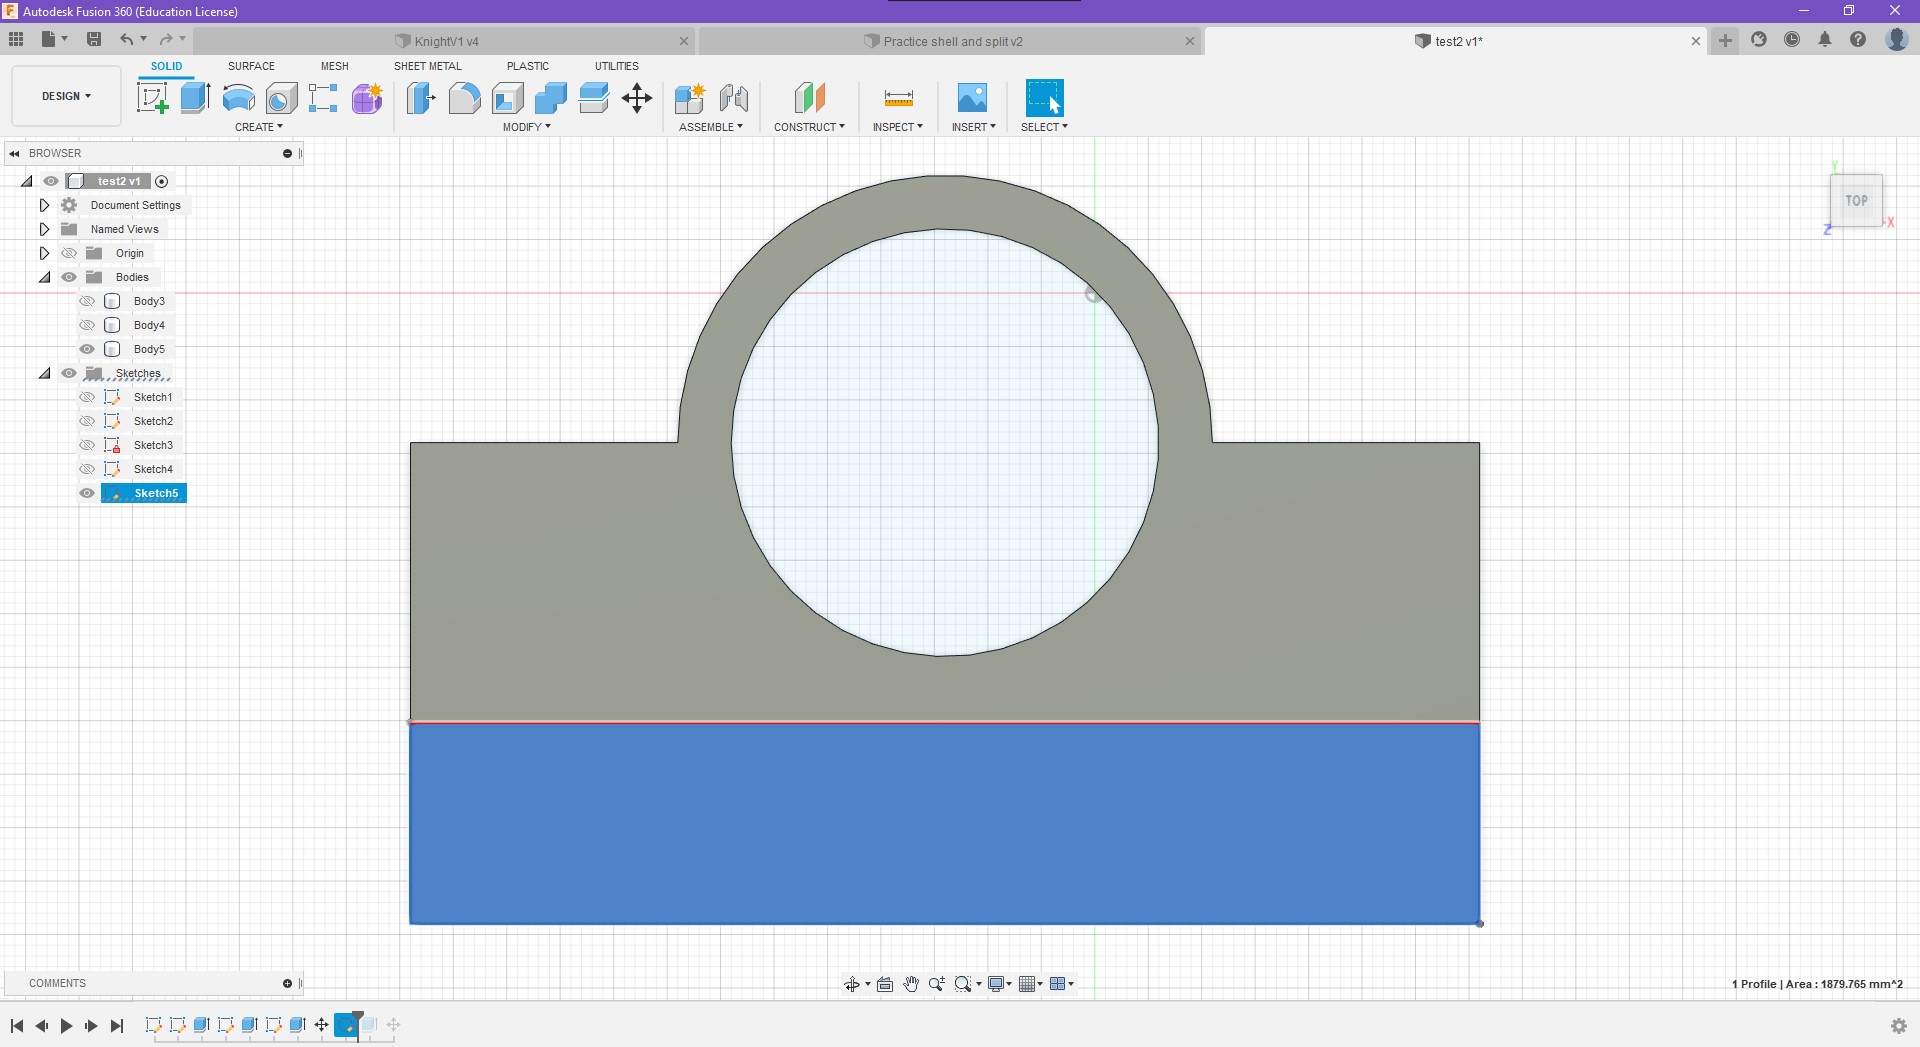 Autodesk Fusion 360 (Education License)
KnightV1 v4
Practice shell and split v2
test2 v1*
DESIGN
SOLID
SURFACE
MESH
SHEET METAL
PLASTIC
UTILITIES
CREATE
MODIFY
ASSEMBLE
CONSTRUCT
INSPECT
INSERT
SELECT
BROWSER
test2 v1
Document Settings
Named Views
Origin
Bodies
Body3
Body4
Body5
Sketches
Sketch1
Sketch2
Sketch3
Sketch4
Sketch5
Y
TOP
X
Z
COMMENTS
1 Profile | Area : 1879.765 mm^2